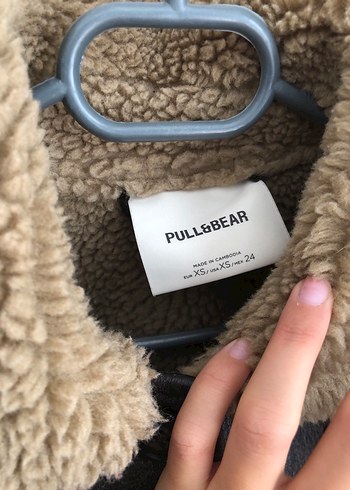 PULL&BEAR
MADE IN CAMBODIA
EUR XS / USA XS / MEX 24